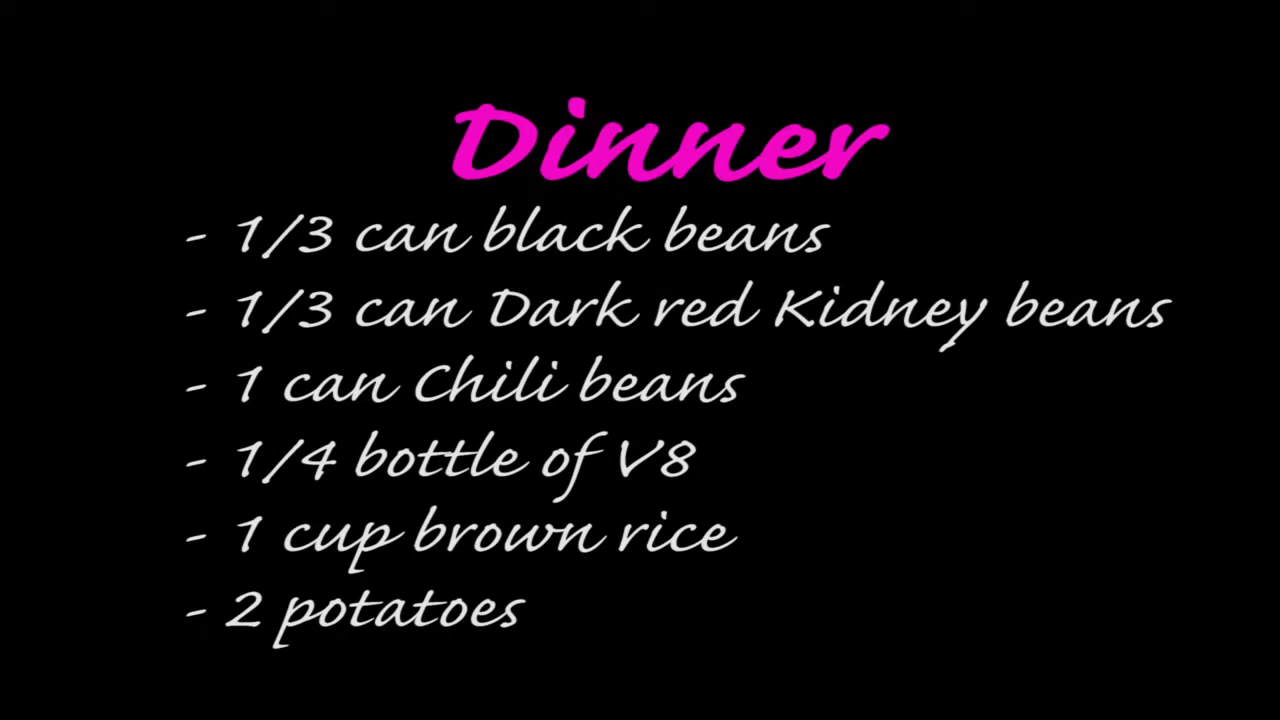 Dinner
- 1/3 can black beans
- 1/3 can Dark red Kidney beans
- 1 can Chili beans
- 1/4 bottle of V8
- 1 cup brown rice
- 2 potatoes